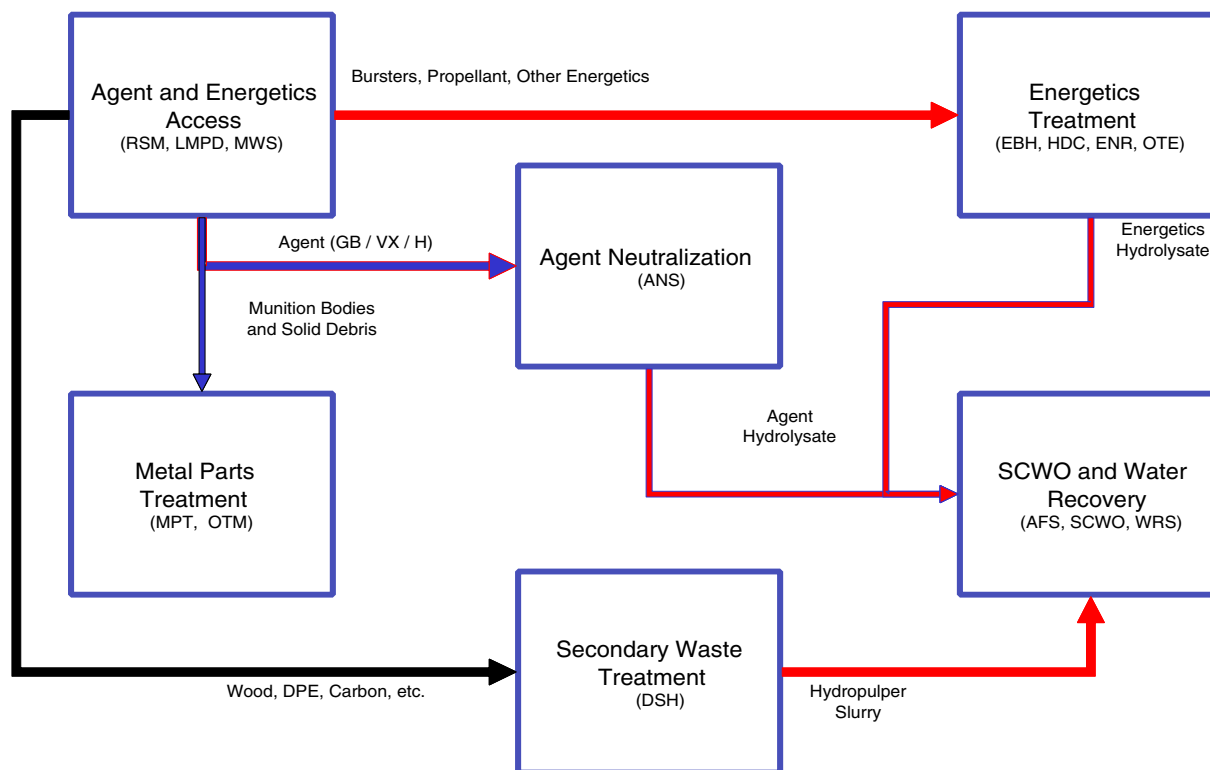 Agent and Energetics
Access
(RSM, LMPD, MWS)
Bursters, Propellant, Other Energetics
Energetics
Treatment
(EBH, HDC, ENR, OTE)
Agent (GB / VX / H)
Agent Neutralization
(ANS)
Energetics
Hydrolysate
Munition Bodies
and Solid Debris
Metal Parts
Treatment
(MPT,  OTM)
Agent
Hydrolysate
SCWO and Water
Recovery
(AFS, SCWO, WRS)
Wood, DPE, Carbon, etc.
Secondary Waste
Treatment
(DSH)
Hydropulper
Slurry